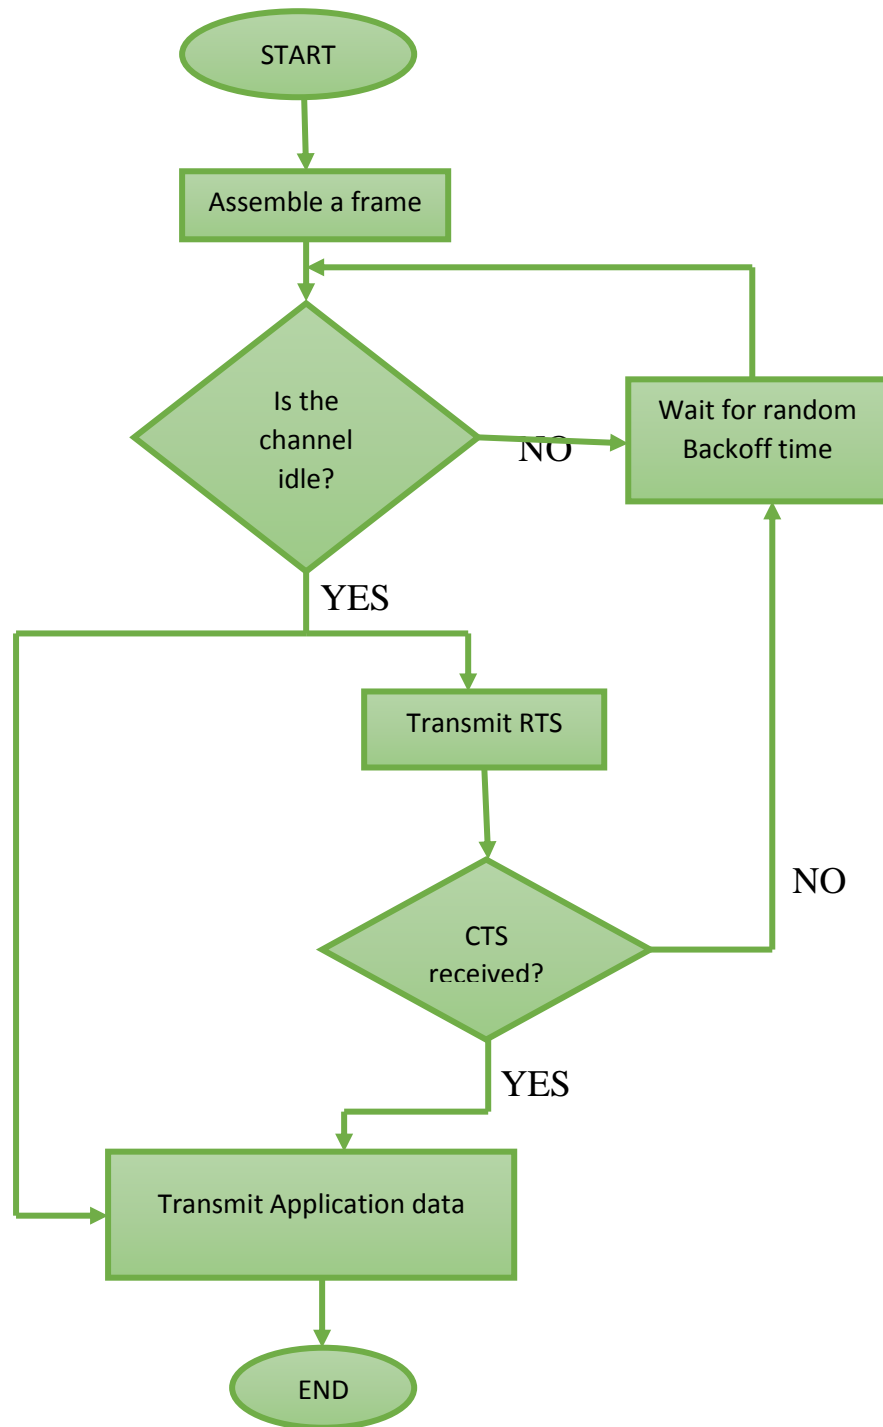 START
Assemble a frame
Is the
channel
idle?
NO
Wait for random
Backoff time
YES
Transmit RTS
CTS
received?
NO
YES
Transmit Application data
END